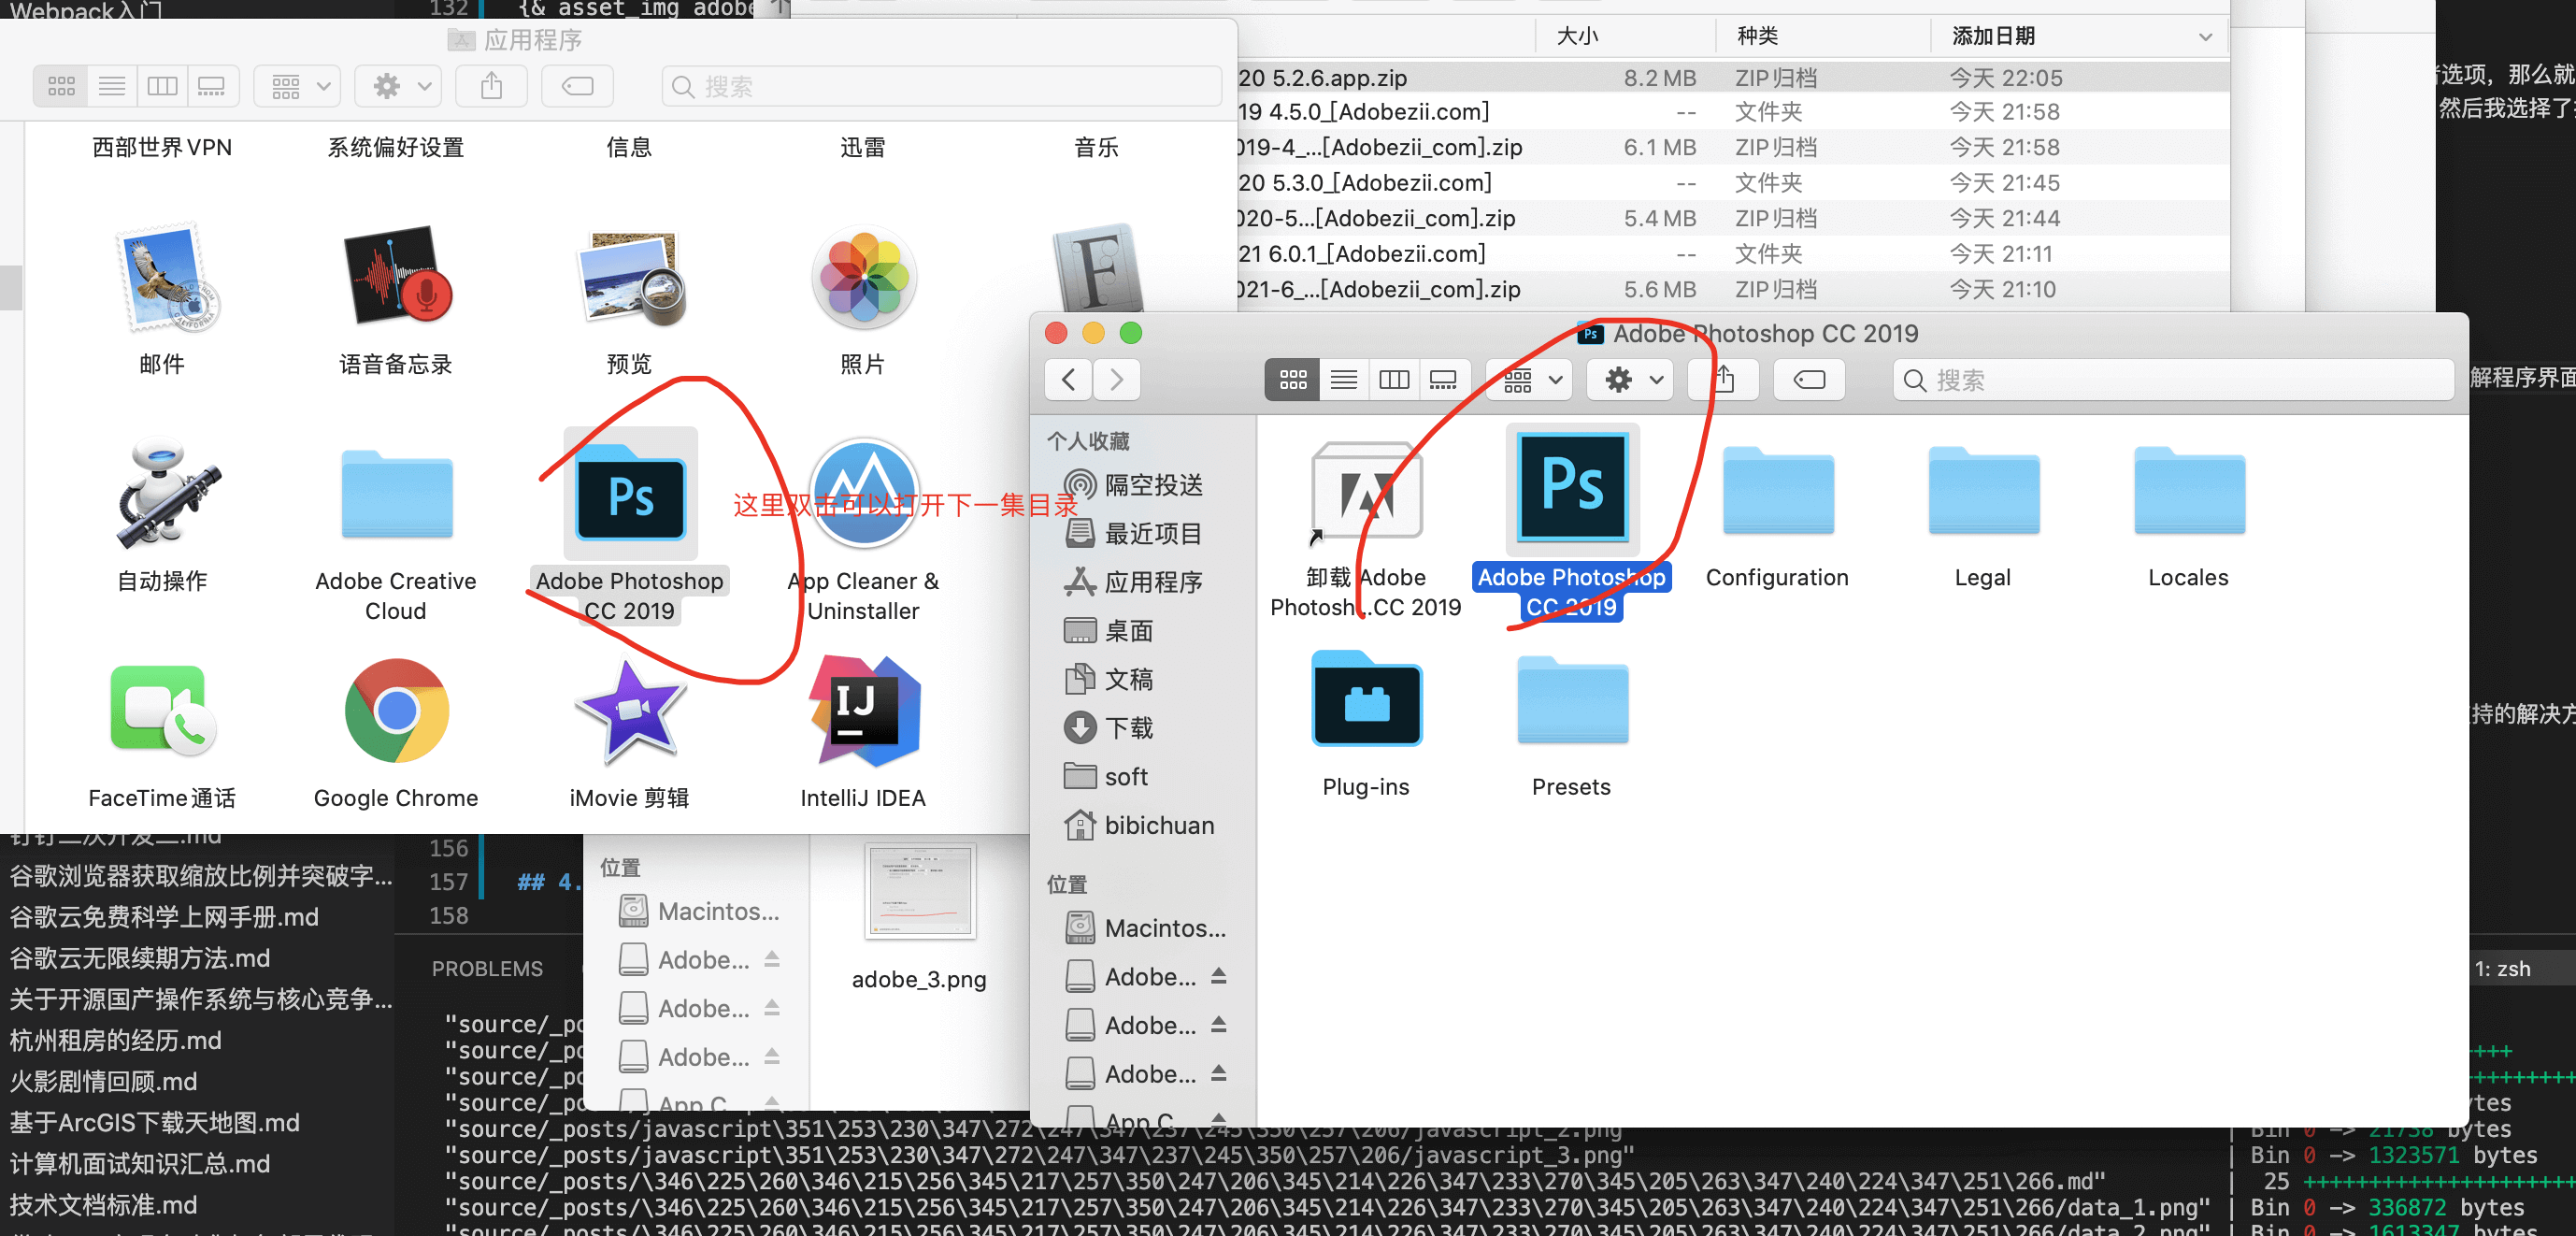 Webpack入门
132 {& asset_img adobe
应用程序
搜索
西部世界VPN
系统偏好设置
信息
迅雷
音乐
邮件
语音备忘录
预览
照片
自动操作
Adobe Creative
Cloud
Ps
Adobe Photoshop
CC 2019
这里双击可以打开下一集目录
App Cleaner &
Uninstaller
FaceTime通话
Google Chrome
iMovie 剪辑
IJ
IntelliJ IDEA
大小 种类 添加日期
20 5.2.6.app.zip 8.2 MB ZIP归档 今天 22:05
19 4.5.0_[Adobezii.com] -- 文件夹 今天 21:58
019-4_...[Adobezii_com].zip 6.1 MB ZIP归档 今天 21:58
20 5.3.0_[Adobezii.com] -- 文件夹 今天 21:45
020-5...[Adobezii_com].zip 5.4 MB ZIP归档 今天 21:44
21 6.0.1_[Adobezii.com] -- 文件夹 今天 21:11
021-6_...[Adobezii_com].zip 5.6 MB ZIP归档 今天 21:10
选项，那么就
然后我选择了
解程序界面
持的解决方
Ps Adobe Photoshop CC 2019
搜索
个人收藏
隔空投送
最近项目
应用程序
桌面
文稿
下载
soft
bibichuan
位置
Macintos...
Adobe...
Adobe...
Adobe...
App C
卸载 Adobe
Photosh...CC 2019
Ps
Adobe Photoshop
CC 2019
Configuration
Legal
Locales
Plug-ins
Presets
钉钉二次开发二.md
谷歌浏览器获取缩放比例并突破字...
谷歌云免费科学上网手册.md
谷歌云无限续期方法.md
关于开源国产操作系统与核心竞争...
杭州租房的经历.md
火影剧情回顾.md
基于ArcGIS下载天地图.md
计算机面试知识汇总.md
技术文档标准.md
156
157 ## 4.
158
PROBLEMS
位置
Macintos...
Adobe...
Adobe...
Adobe...
App C
adobe_3.png
1: zsh
"source/_po
"source/_po
"source/_po
"source/_po
"source/_posts/javascript\351\253\230\347\272\247\347\237\245\350\257\206/javascript_2.png" | Bin 0 -> 21738 bytes
"source/_posts/javascript\351\253\230\347\272\247\347\237\245\350\257\206/javascript_3.png" | Bin 0 -> 1323571 bytes
"source/_posts/\346\225\260\346\215\256\345\217\257\350\247\206\345\214\226\347\233\270\345\205\263\347\240\224\347\251\266.md" | 25 +++++++++++++++++++++
"source/_posts/\346\225\260\346\215\256\345\217\257\350\247\206\345\214\226\347\233\270\345\205\263\347\240\224\347\251\266/data_1.png" | Bin 0 -> 336872 bytes
"source/_posts/\346\225\260\346\215\256\345\217\257\350\247\206\345\214\226\347\233\270\345\205\263\347\240\224\347\251\266/data_2.png" | Bin 0 -> 1613347 bytes